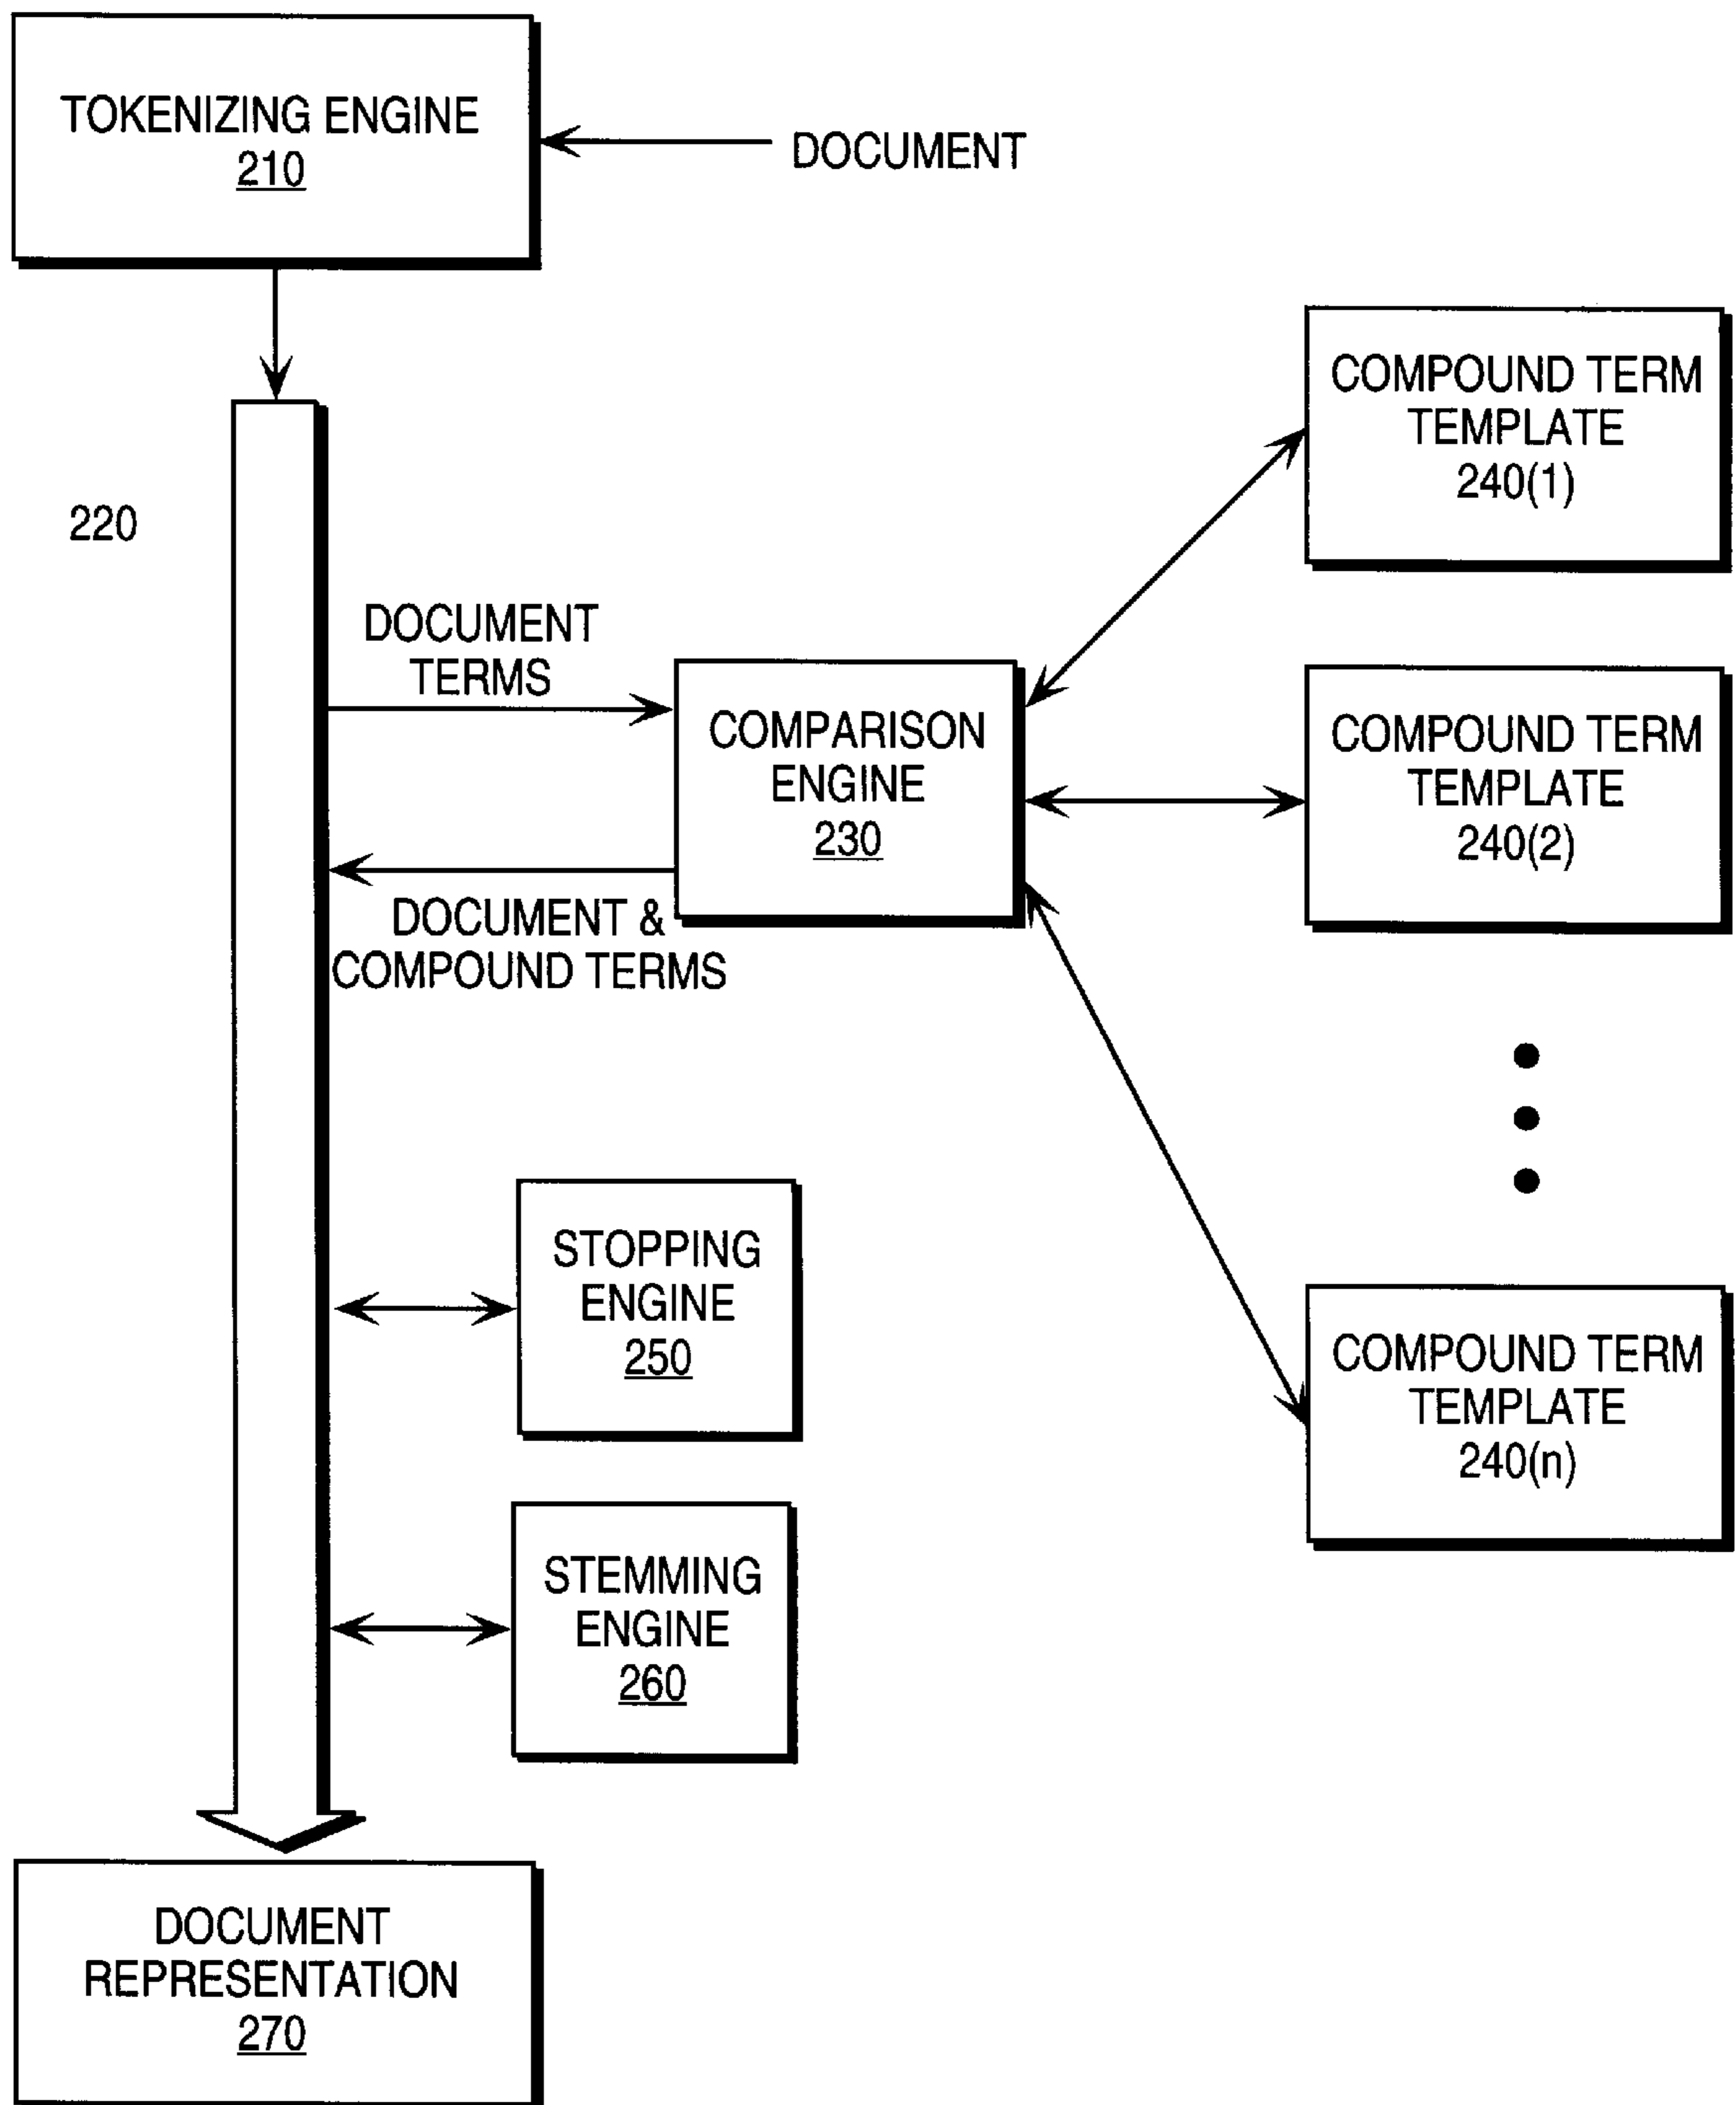 TOKENIZING ENGINE
210
DOCUMENT
220
COMPOUND TERM
TEMPLATE
240(1)
DOCUMENT
TERMS
COMPARISON
ENGINE
230
COMPOUND TERM
TEMPLATE
240(2)
DOCUMENT &
COMPOUND TERMS
STOPPING
ENGINE
250
COMPOUND TERM
TEMPLATE
240(n)
STEMMING
ENGINE
260
DOCUMENT
REPRESENTATION
270